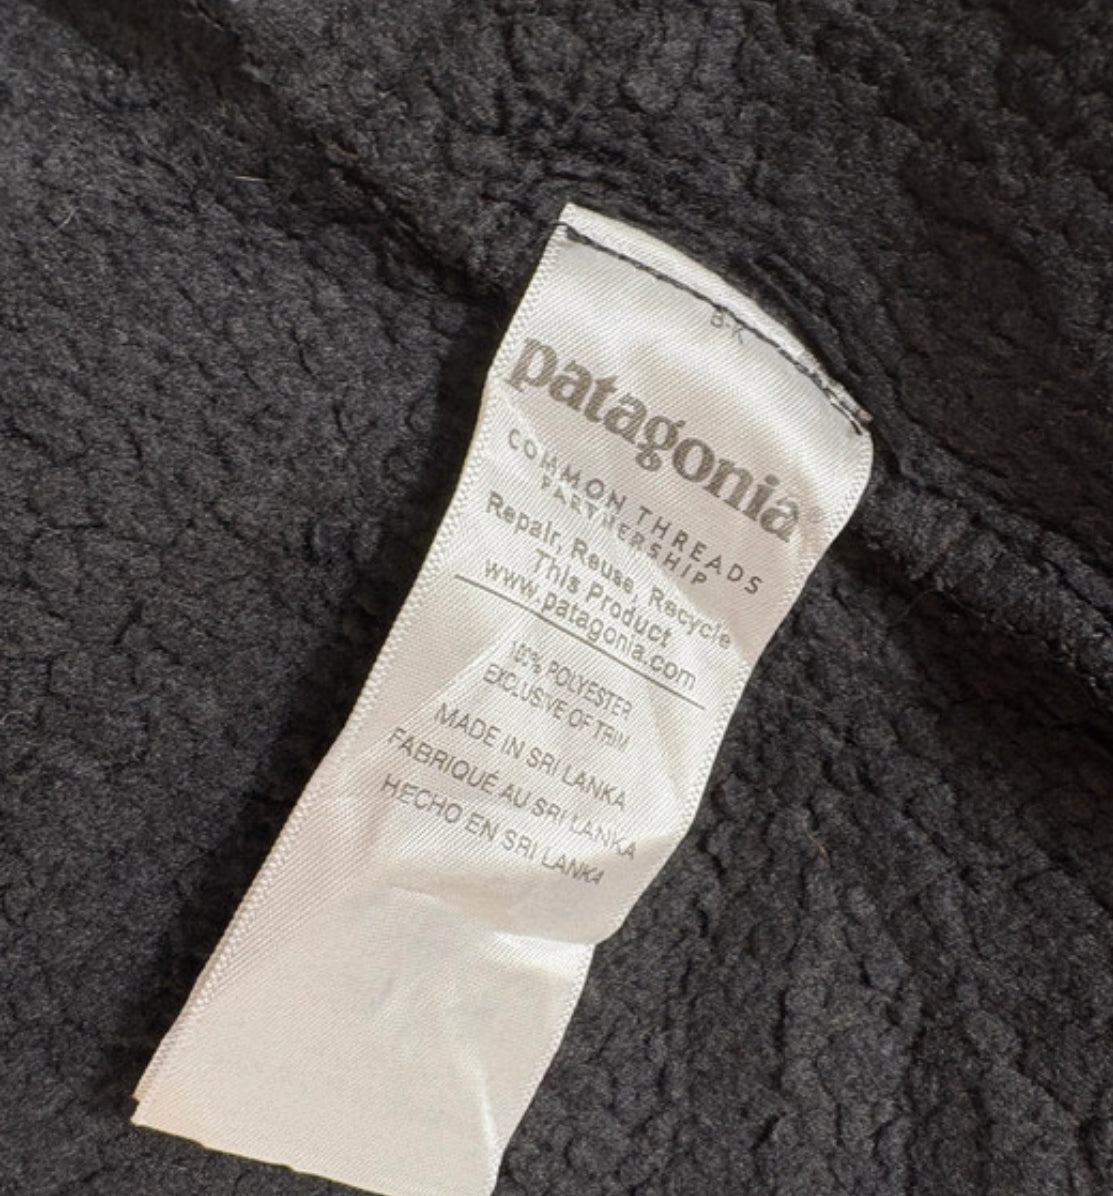 patagonia®
COMMON THREADS
PARTNERSHIP
Repair, Reuse, Recycle
This Product
www.patagonia.com
100% POLYESTER
EXCLUSIVE OF TRIM
MADE IN SRI LANKA
FABRIQUÉ AU SRI LANKA
HECHO EN SRI LANKA